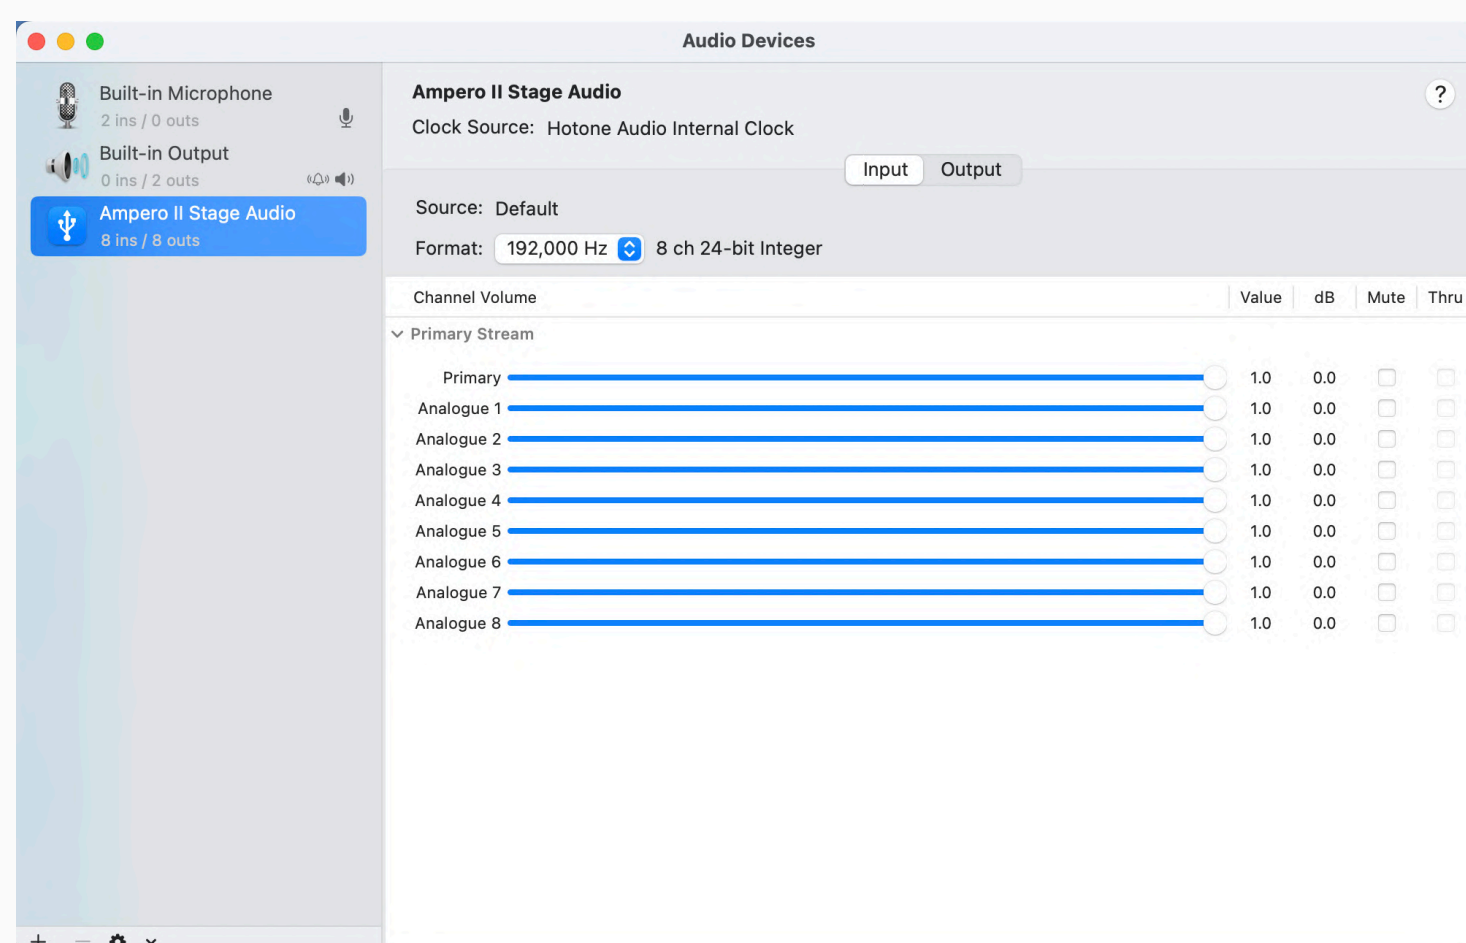 Audio Devices
Built-in Microphone
2 ins / 0 outs
Built-in Output
0 ins / 2 outs
Ampero II Stage Audio
8 ins / 8 outs
Ampero II Stage Audio
?
Clock Source: Hotone Audio Internal Clock
Input Output
Source: Default
Format: 192,000 Hz 8 ch 24-bit Integer
Channel Volume Value dB Mute Thru
Primary Stream
Primary 1.0 0.0
Analogue 1 1.0 0.0
Analogue 2 1.0 0.0
Analogue 3 1.0 0.0
Analogue 4 1.0 0.0
Analogue 5 1.0 0.0
Analogue 6 1.0 0.0
Analogue 7 1.0 0.0
Analogue 8 1.0 0.0